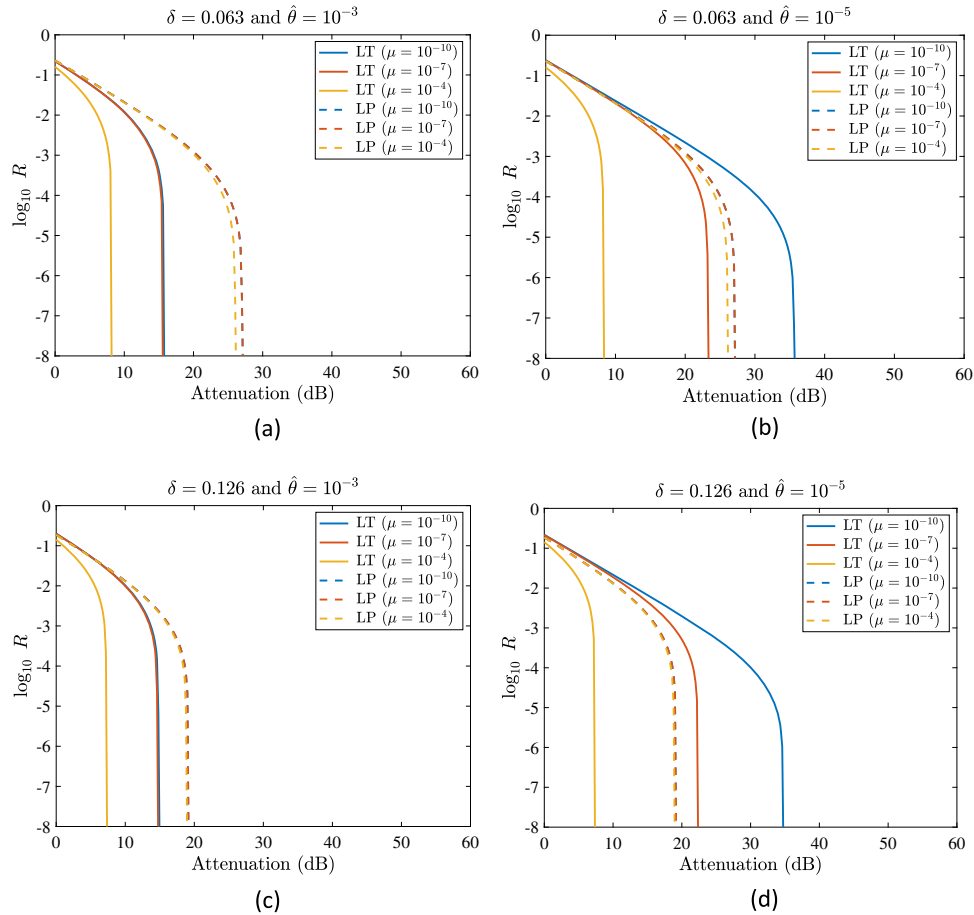 δ = 0.063 and θ̂ = 10⁻³
0
-1
-2
-3
-4
-5
-6
-7
-8
log₁₀ R
LT (μ = 10⁻¹⁰)
LT (μ = 10⁻⁷)
LT (μ = 10⁻⁴)
LP (μ = 10⁻¹⁰)
LP (μ = 10⁻⁷)
LP (μ = 10⁻⁴)
0 10 20 30 40 50 60
Attenuation (dB)
(a)
δ = 0.063 and θ̂ = 10⁻⁵
0
-1
-2
-3
-4
-5
-6
-7
-8
log₁₀ R
LT (μ = 10⁻¹⁰)
LT (μ = 10⁻⁷)
LT (μ = 10⁻⁴)
LP (μ = 10⁻¹⁰)
LP (μ = 10⁻⁷)
LP (μ = 10⁻⁴)
0 10 20 30 40 50 60
Attenuation (dB)
(b)
δ = 0.126 and θ̂ = 10⁻³
0
-1
-2
-3
-4
-5
-6
-7
-8
log₁₀ R
LT (μ = 10⁻¹⁰)
LT (μ = 10⁻⁷)
LT (μ = 10⁻⁴)
LP (μ = 10⁻¹⁰)
LP (μ = 10⁻⁷)
LP (μ = 10⁻⁴)
0 10 20 30 40 50 60
Attenuation (dB)
(c)
δ = 0.126 and θ̂ = 10⁻⁵
0
-1
-2
-3
-4
-5
-6
-7
-8
log₁₀ R
LT (μ = 10⁻¹⁰)
LT (μ = 10⁻⁷)
LT (μ = 10⁻⁴)
LP (μ = 10⁻¹⁰)
LP (μ = 10⁻⁷)
LP (μ = 10⁻⁴)
0 10 20 30 40 50 60
Attenuation (dB)
(d)